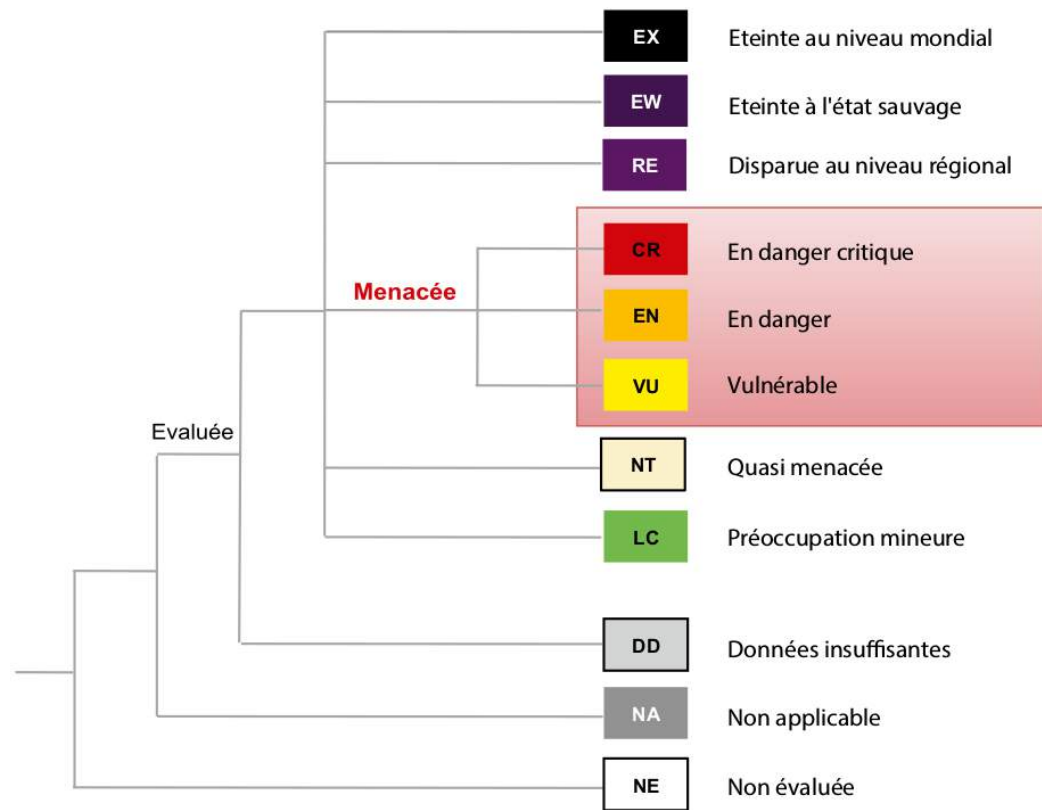 EX Eteinte au niveau mondial
EW Eteinte à l'état sauvage
RE Disparue au niveau régional
CR En danger critique
Menacée
EN En danger
VU Vulnérable
Evaluée
NT Quasi menacée
LC Préoccupation mineure
DD Données insuffisantes
NA Non applicable
NE Non évaluée